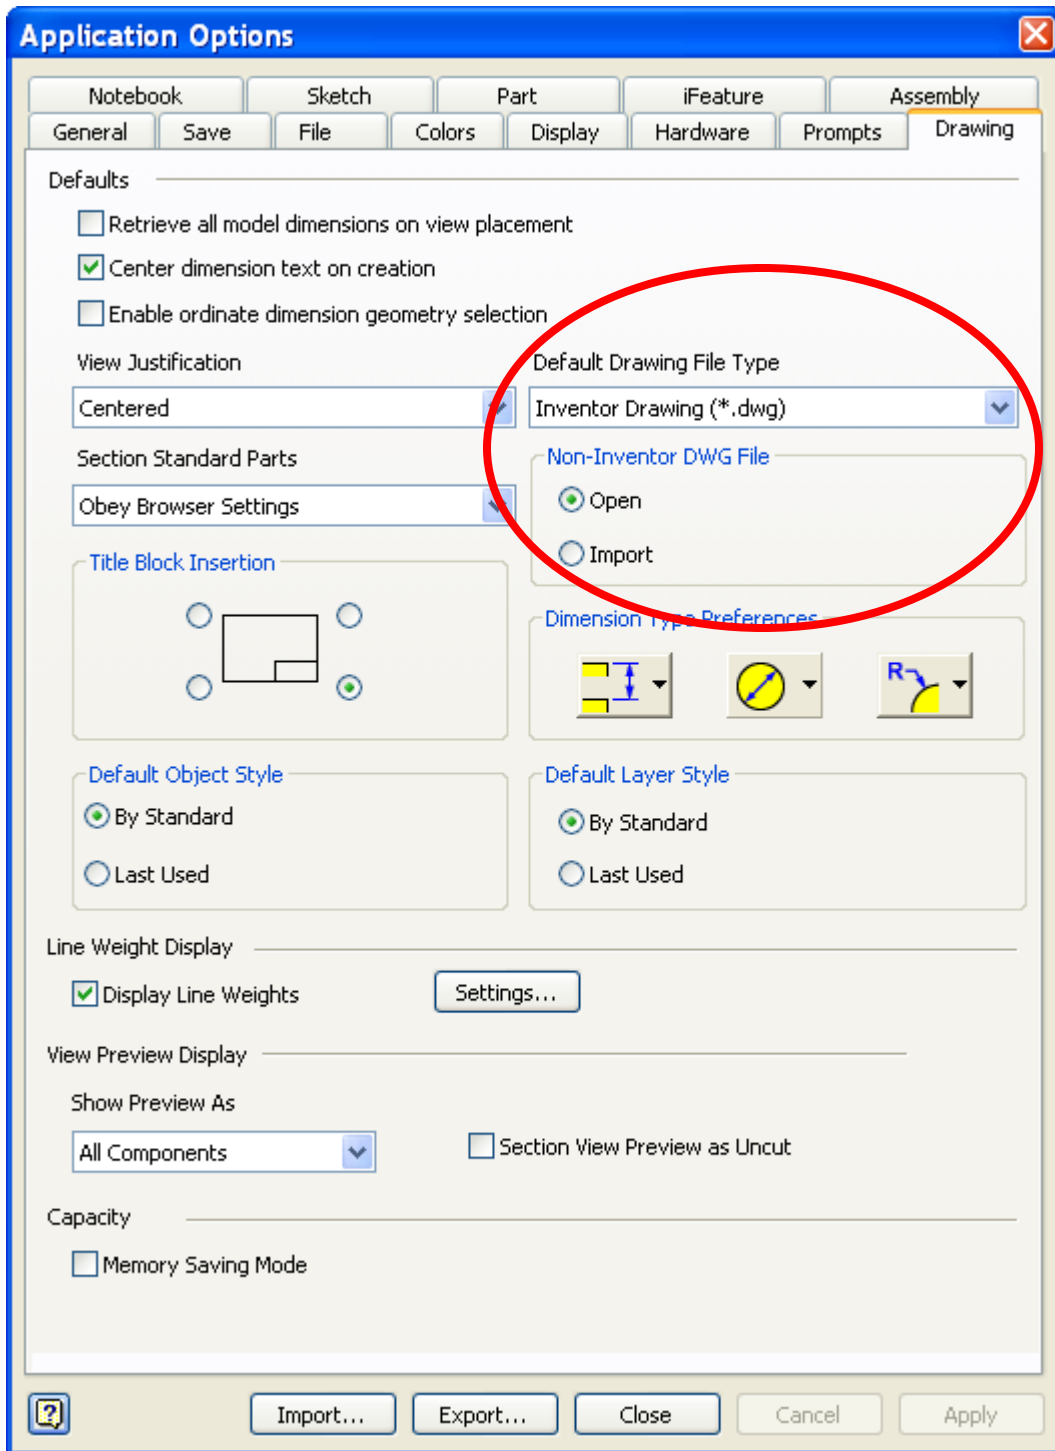 Application Options
Notebook Sketch Part iFeature Assembly
General Save File Colors Display Hardware Prompts Drawing
Defaults
Retrieve all model dimensions on view placement
Center dimension text on creation
Enable ordinate dimension geometry selection
View Justification
Centered
Default Drawing File Type
Inventor Drawing (*.dwg)
Section Standard Parts
Obey Browser Settings
Non-Inventor DWG File
Open
Import
Title Block Insertion
Dimension Type Preferences
R
Default Object Style
By Standard
Last Used
Default Layer Style
By Standard
Last Used
Line Weight Display
Display Line Weights
Settings...
View Preview Display
Show Preview As
All Components
Section View Preview as Uncut
Capacity
Memory Saving Mode
? Import... Export... Close Cancel Apply